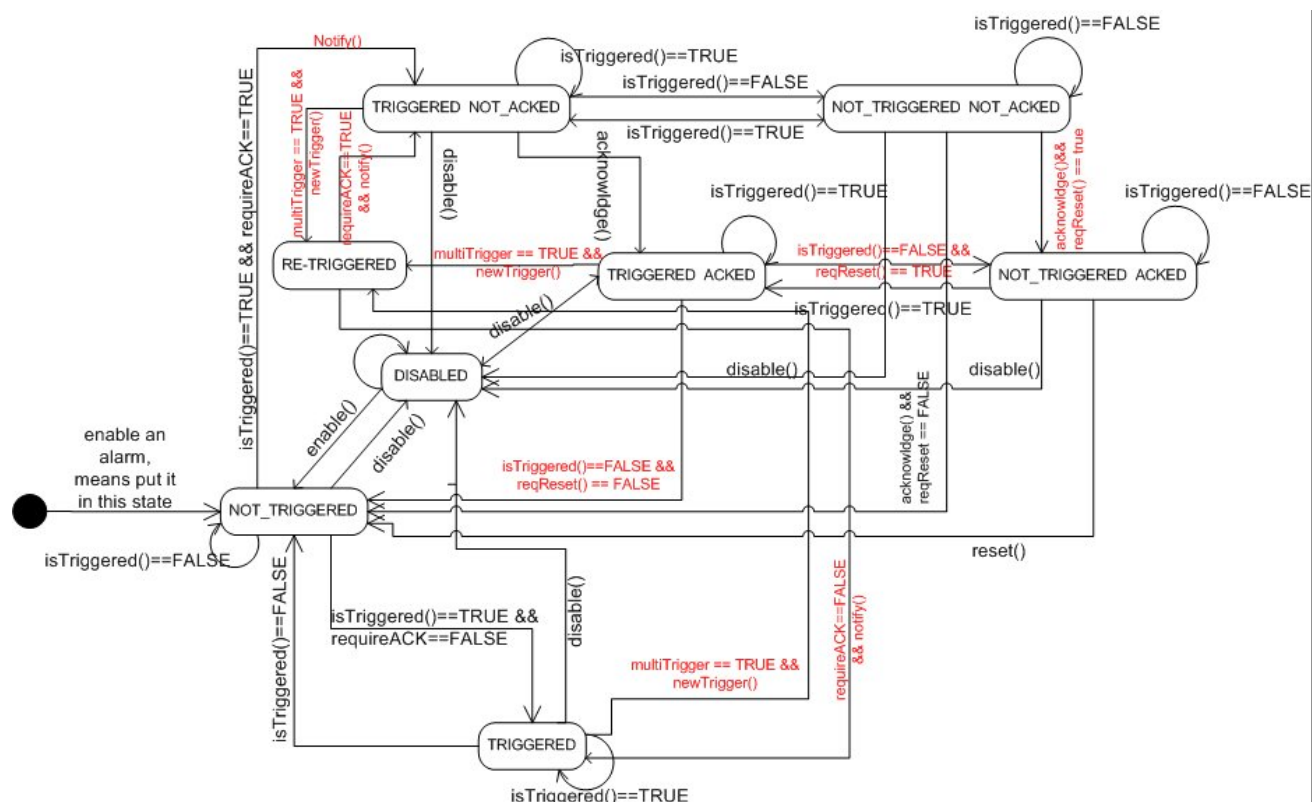 isTriggered()==FALSE
Notify()
isTriggered()==TRUE
isTriggered()==FALSE
TRIGGERED NOT_ACKED
NOT_TRIGGERED NOT_ACKED
isTriggered()==TRUE
isTriggered()==TRUE && requireACK==TRUE
multiTrigger == TRUE &&
newTrigger()
requireACK==TRUE
&& notify()
disable()
acknowldge()
acknowldge()&&
reqReset() == true
isTriggered()==TRUE
isTriggered()==FALSE
RE-TRIGGERED
multiTrigger == TRUE &&
newTrigger()
TRIGGERED ACKED
isTriggered()==FALSE &&
reqReset() == TRUE
NOT_TRIGGERED ACKED
isTriggered()==TRUE
disable()
DISABLED
disable()
disable()
enable()
disable()
acknowldge() &&
reqReset == FALSE
enable an
alarm,
means put it
in this state
isTriggered()==FALSE &&
reqReset() == FALSE
NOT_TRIGGERED
isTriggered()==FALSE
reset()
isTriggered()==FALSE
isTriggered()==TRUE &&
requireACK==FALSE
disable()
multiTrigger == TRUE &&
newTrigger()
requireACK==FALSE
&& notify()
TRIGGERED
isTriggered()==TRUE